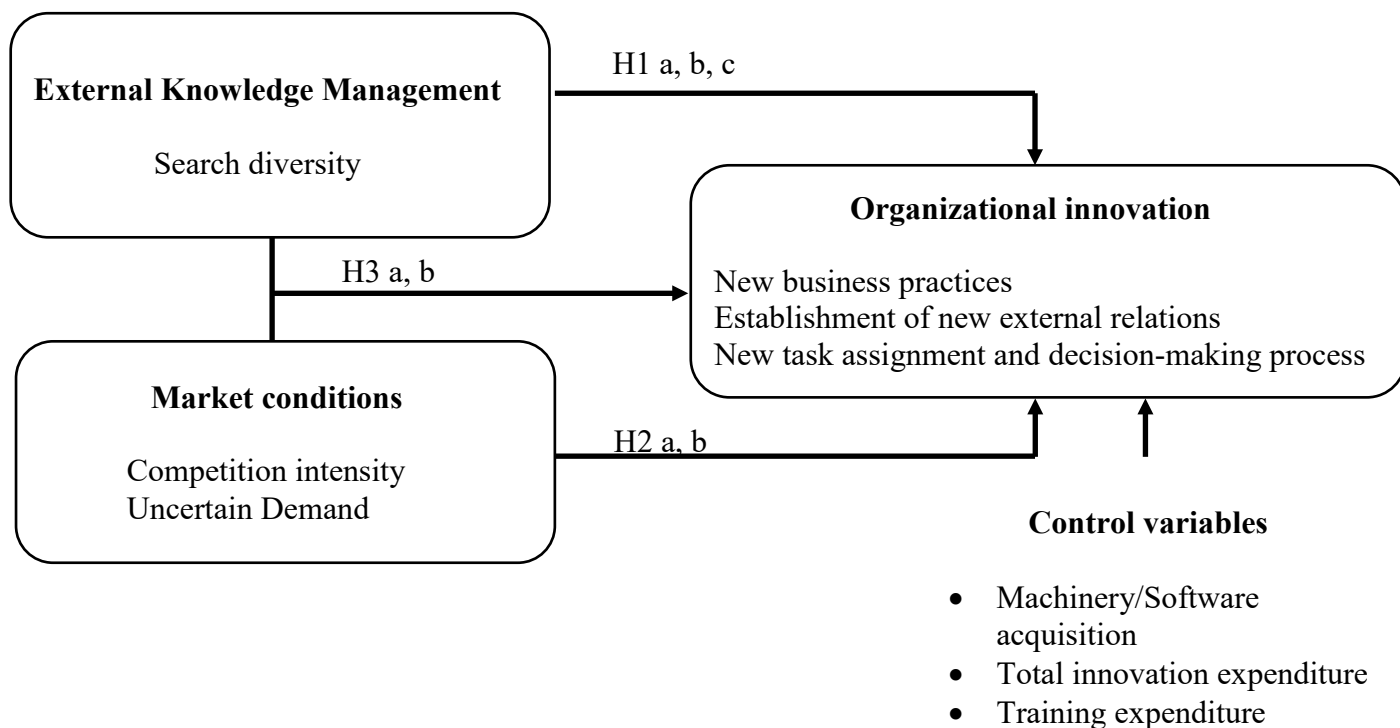 External Knowledge Management
Search diversity
H1 a, b, c
Organizational innovation
New business practices
Establishment of new external relations
New task assignment and decision-making process
H3 a, b
Market conditions
Competition intensity
Uncertain Demand
H2 a, b
Control variables
• Machinery/Software
acquisition
• Total innovation expenditure
• Training expenditure